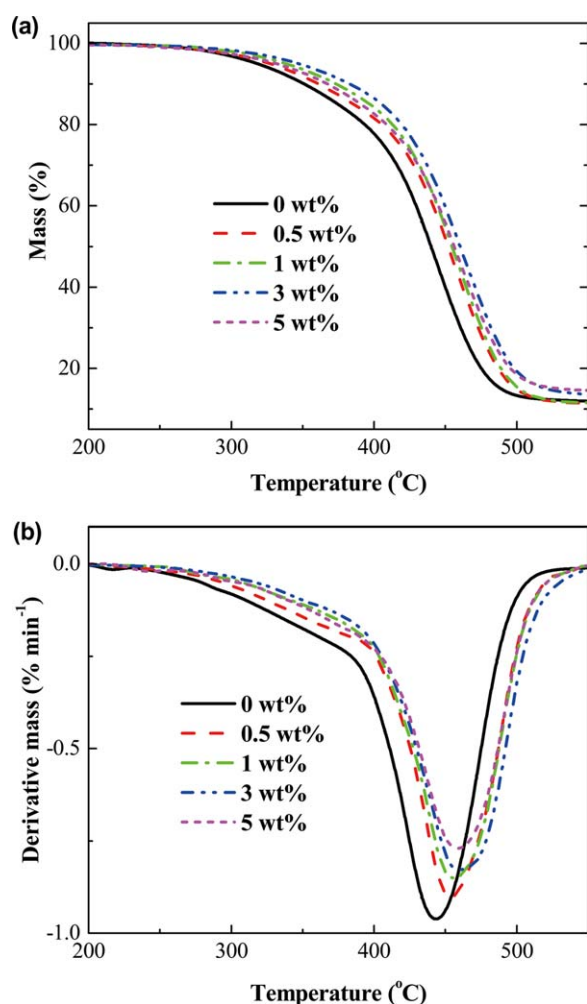 (a)
100
80
60
40
20
Mass (%)
0 wt%
0.5 wt%
1 wt%
3 wt%
5 wt%
200 300 400 500
Temperature (°C)
(b)
0.0
-0.5
-1.0
Derivative mass (% min⁻¹)
0 wt%
0.5 wt%
1 wt%
3 wt%
5 wt%
200 300 400 500
Temperature (°C)